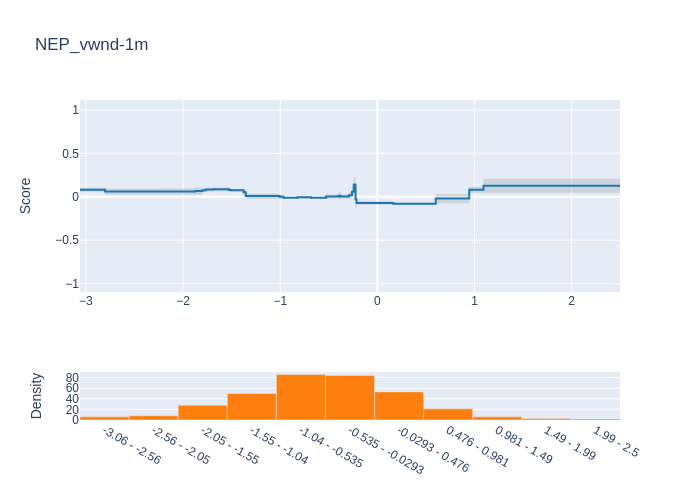 NEP_vwnd-1m
Score
1
0.5
0
−0.5
−1
−3
−2
−1
0
1
2
Density
80
60
40
20
0
-3.06 - -2.56
-2.56 - -2.05
-2.05 - -1.55
-1.55 - -1.04
-1.04 - -0.535
-0.535 - -0.0293
-0.0293 - 0.476
0.476 - 0.981
0.981 - 1.49
1.49 - 1.99
1.99 - 2.5